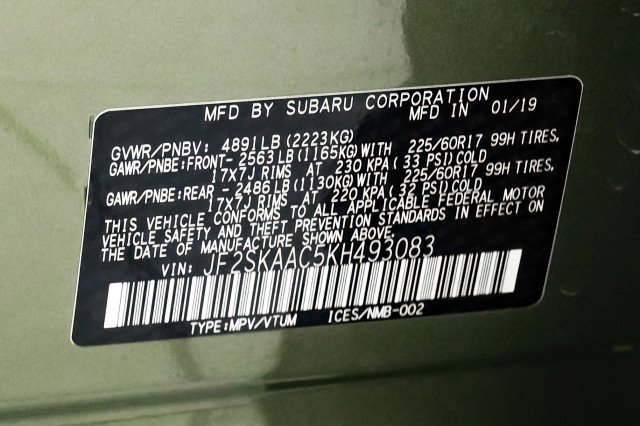 MFD BY SUBARU CORPORATION MFD IN 01/19
GVWR/PNBV: 4891LB (2223KG)
GAWR/PNBE:FRONT- 2563LB(1165KG)WITH 225/60R17 99H TIRES,
17x7J RIMS AT 230 KPA (33 PSI)COLD
GAWR/PNBE:REAR - 2486LB(1130KG)WITH 225/60R17 99H TIRES,
17x7J RIMS AT 220 KPA (32 PSI)COLD
THIS VEHICLE CONFORMS TO ALL APPLICABLE FEDERAL MOTOR
VEHICLE SAFETY AND THEFT PREVENTION STANDARDS IN EFFECT ON
THE DATE OF MANUFACTURE SHOWN ABOVE.
VIN: JF2SKAAC5KH493083
TYPE:MPV/VTUM ICES/NMB-002